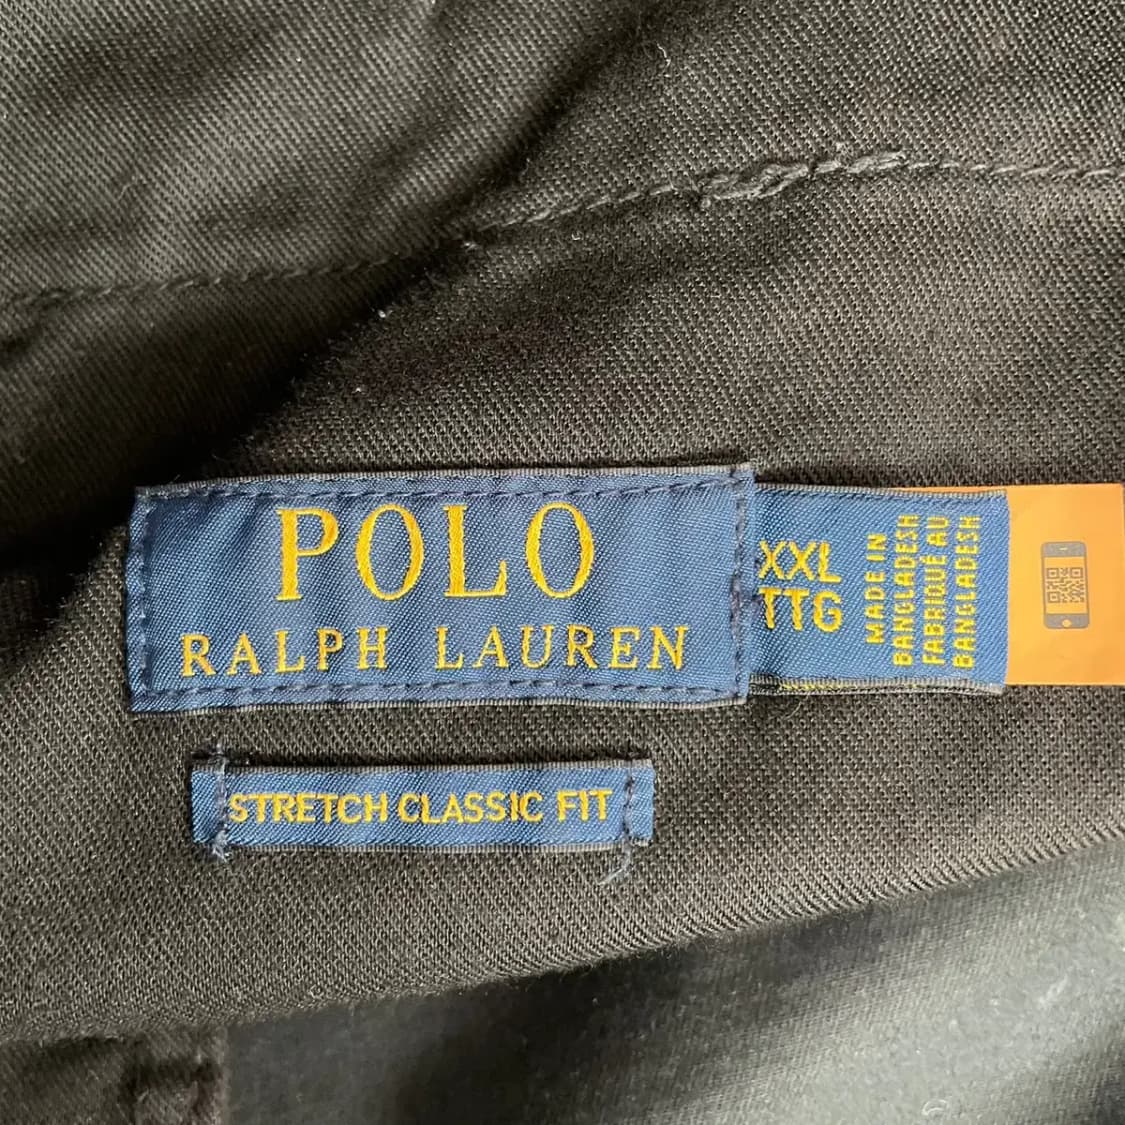 POLO
RALPH LAUREN
XXL
TTG
MADE IN
BANGLADESH
FABRIQUÉ AU
BANGLADESH
STRETCH CLASSIC FIT